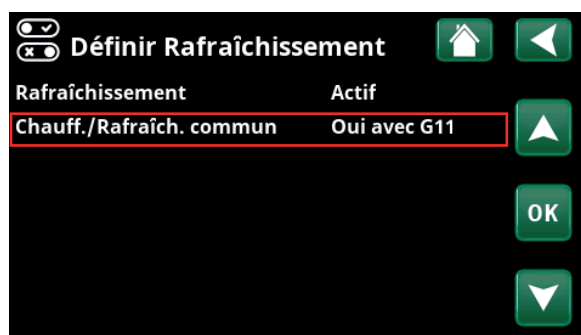 Définir Rafraîchissement
Rafraîchissement Actif
Chauff./Rafraîch. commun Oui avec G11
OK